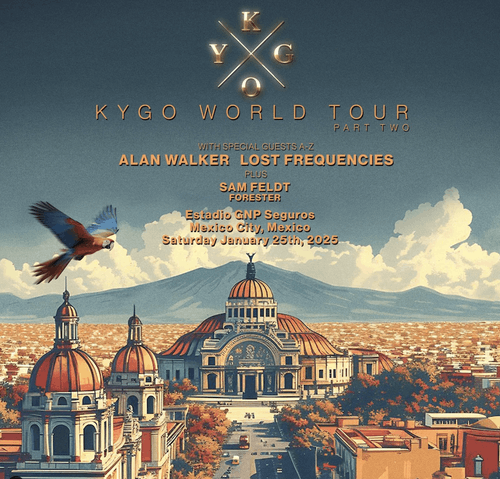 K
Y G
O
KYGO WORLD TOUR
PART TWO
WITH SPECIAL GUESTS A-Z
ALAN WALKER LOST FREQUENCIES
PLUS
SAM FELDT
FORESTER
Estadio GNP Seguros
Mexico City, Mexico
Saturday January 25th, 2025